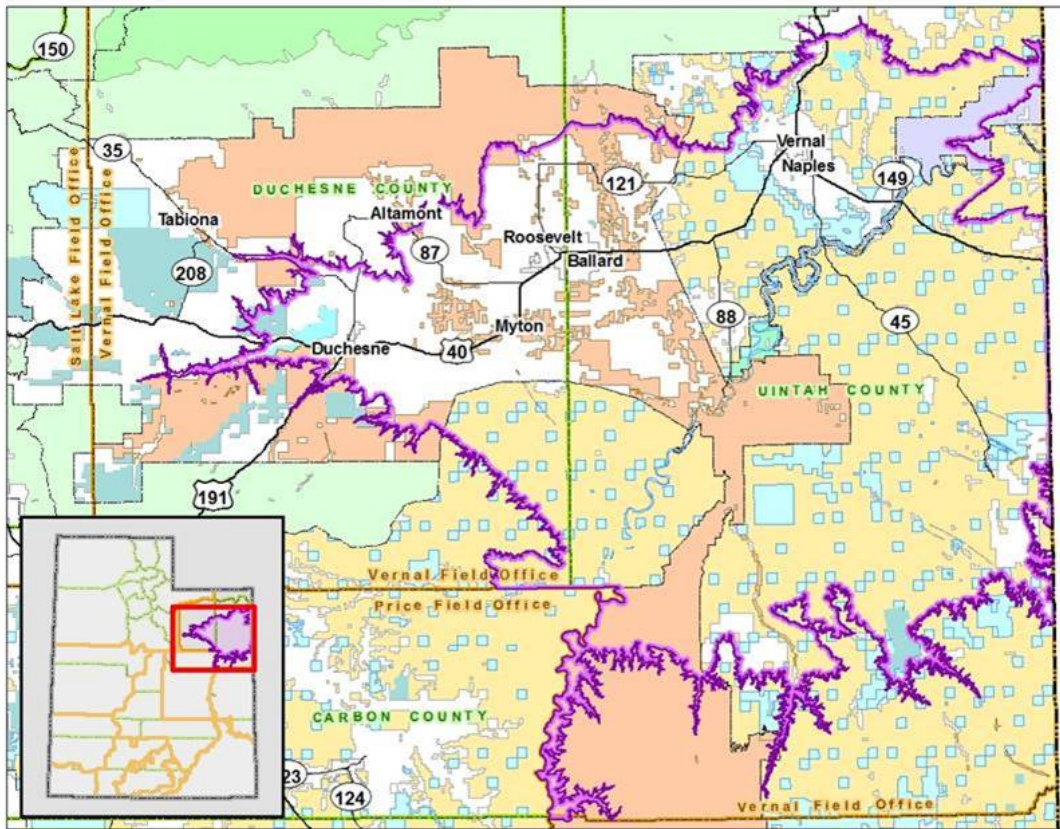 150
35
DUCHESNE COUNTY
Tabiona
Altamont
121
Vernal
Naples
149
87
Roosevelt
Ballard
208
Salt Lake Field Office
Vernal Field Office
Myton
88
45
Duchesne
40
UINTAH COUNTY
191
Vernal Field Office
Price Field Office
CARBON COUNTY
23
124
Vernal Field Office